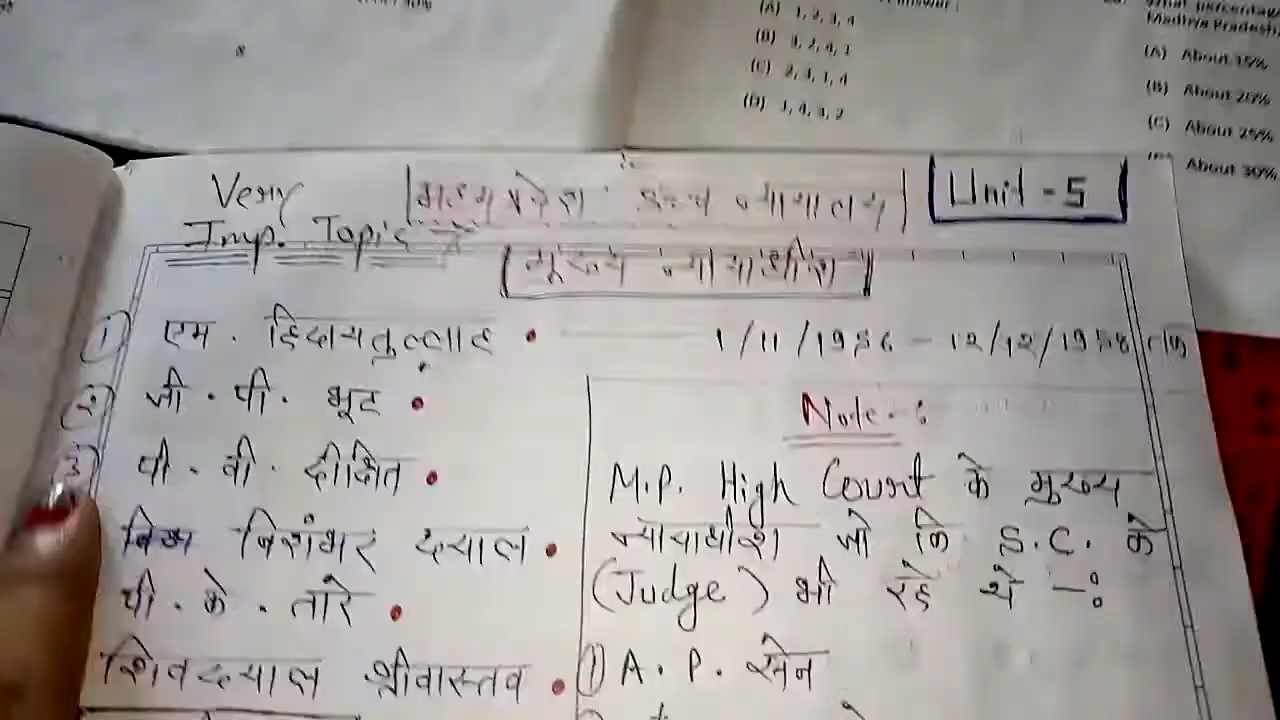 (A) 1, 2, 3, 4
(B) 3, 2, 4, 1
(C) 2, 3, 1, 4
(D) 1, 4, 3, 2
Madhya Pradesh
(A) About 15%
(B) About 20%
(C) About 25%
About 30%
Very
Imp. Topic
मध्य प्रदेश उच्च न्यायालय
Unit - 5
मुख्य न्यायाधीश
① एम. हिदायतुल्लाह
1/11/1956 - 12/12/1958 तक
② जी. पी. भूट
③ पी. वी. दीक्षित
बिशंभर दयाल
पी. के. तारे
शिवदयाल श्रीवास्तव
Note -:
M.P. High Court के मुख्य
न्यायाधीश जो कि S.C. के
(Judge) भी रहे थे -:
① A. P. सेन